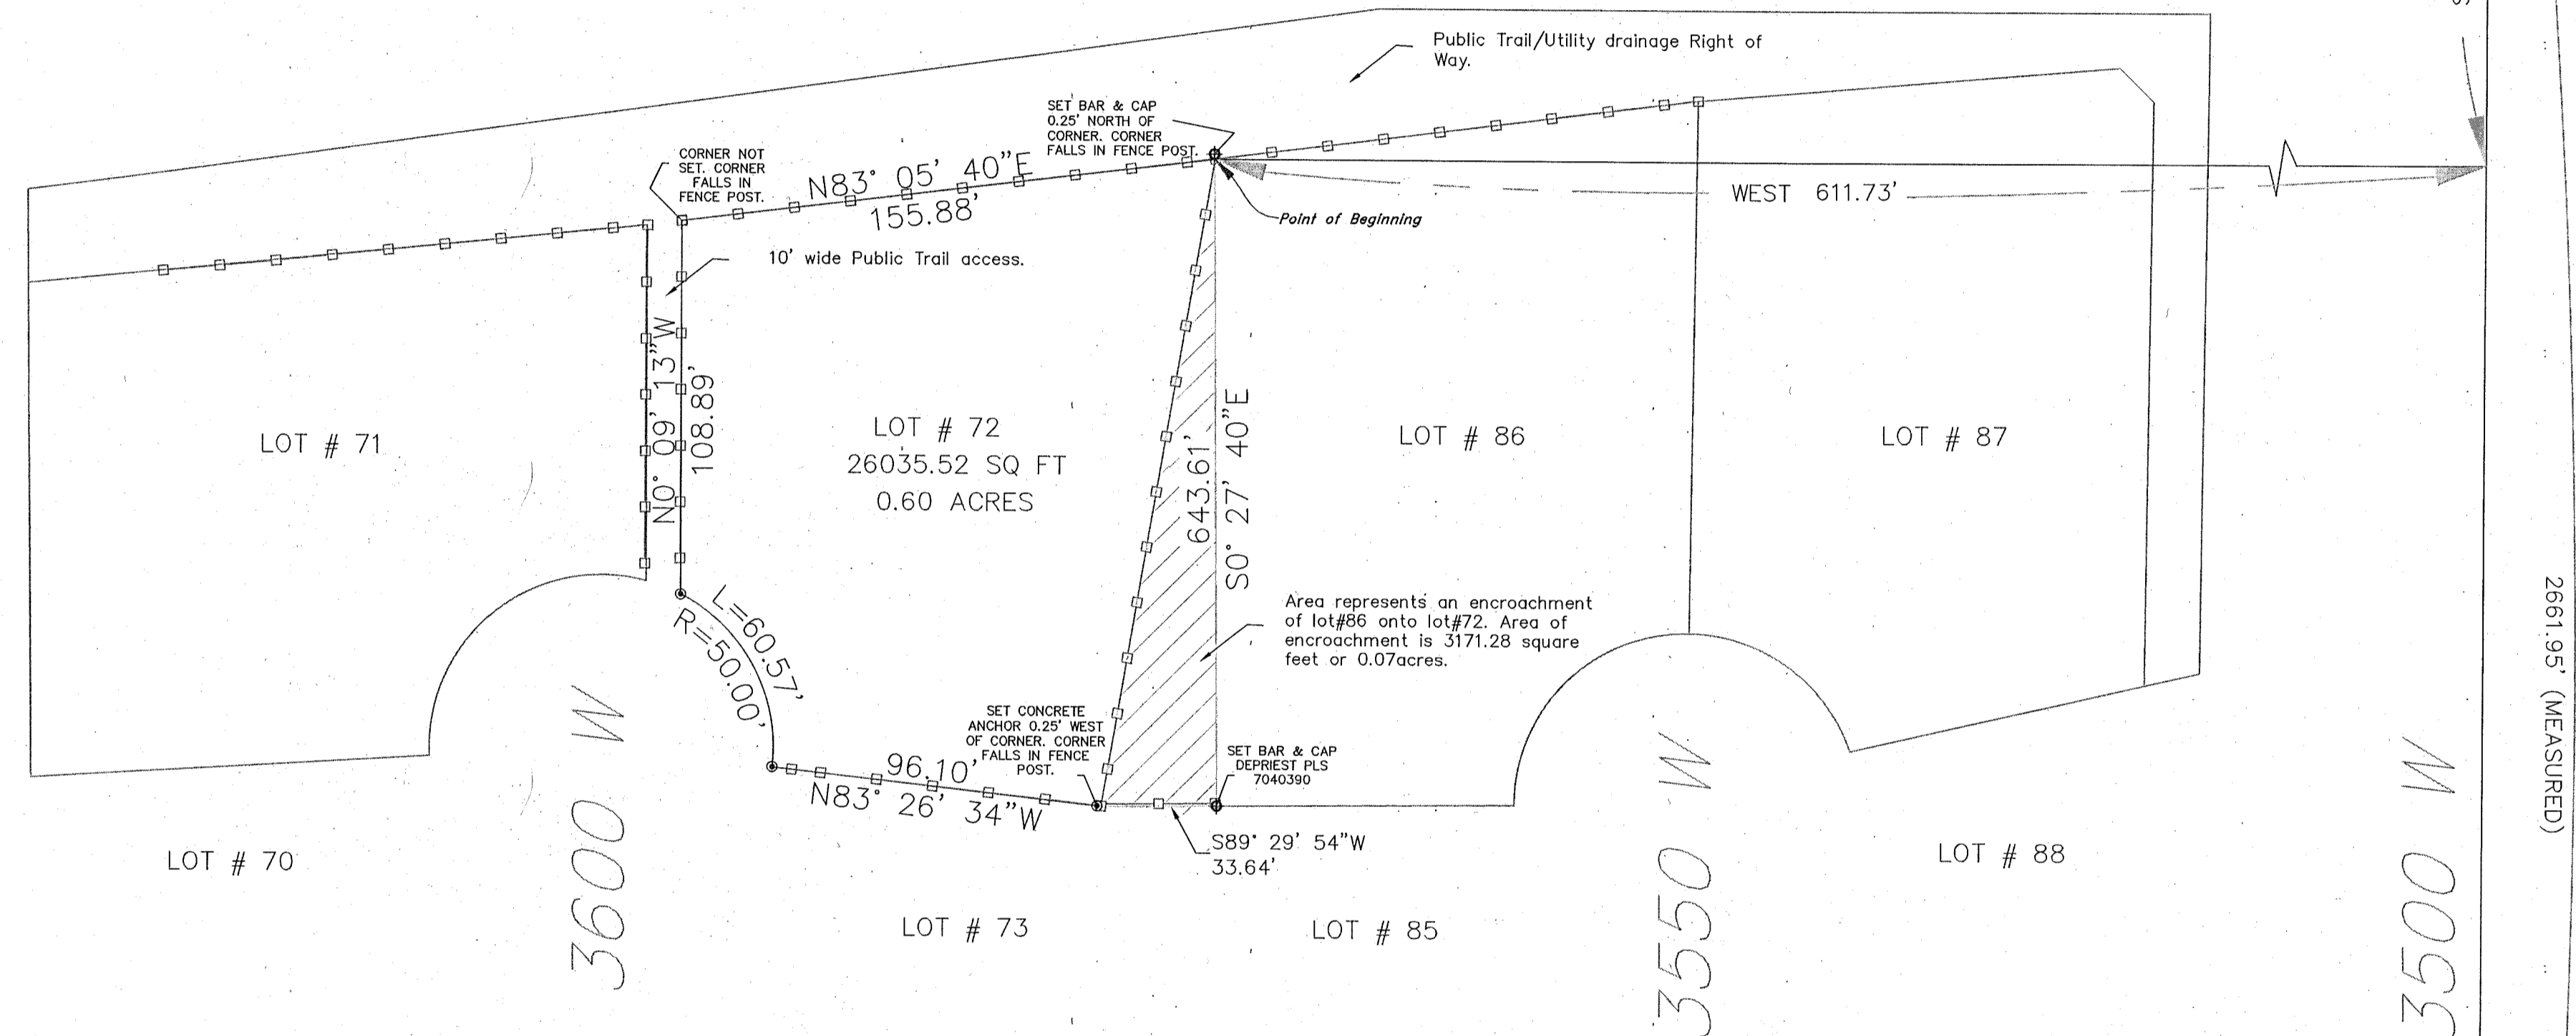 Public Trail/Utility drainage Right of
Way.
SET BAR & CAP
0.25' NORTH OF
CORNER. CORNER
FALLS IN FENCE POST.
CORNER NOT
SET. CORNER
FALLS IN
FENCE POST.
N83° 05' 40"E
155.88'
WEST 611.73'
Point of Beginning
10' wide Public Trail access.
N0° 09' 13"W
108.89'
LOT # 71
LOT # 72
26035.52 SQ FT
0.60 ACRES
643.61'
S0° 27' 40"E
LOT # 86
LOT # 87
L=60.57'
R=50.00'
Area represents an encroachment
of lot#86 onto lot#72. Area of
encroachment is 3171.28 square
feet or 0.07acres.
2661.95' (MEASURED)
SET CONCRETE
ANCHOR 0.25' WEST
OF CORNER. CORNER
FALLS IN FENCE
POST.
SET BAR & CAP
DEPRIEST PLS
7040390
96.10'
N83° 26' 34"W
S89° 29' 54"W
33.64'
LOT # 70
3600 W
LOT # 73
LOT # 85
3550 W
LOT # 88
3500 W